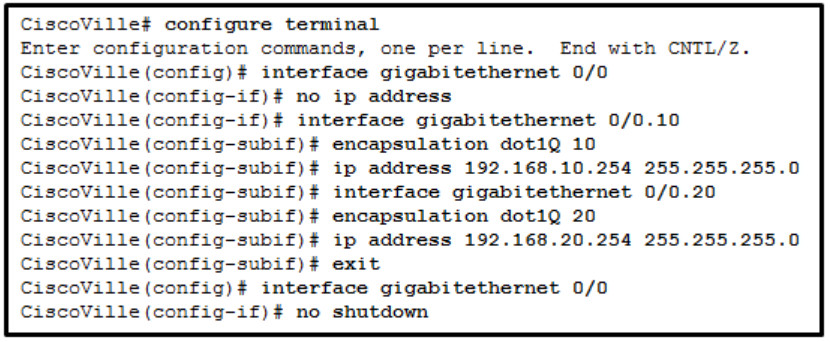 CiscoVille# configure terminal
Enter configuration commands, one per line.  End with CNTL/Z.
CiscoVille(config)# interface gigabitethernet 0/0
CiscoVille(config-if)# no ip address
CiscoVille(config-if)# interface gigabitethernet 0/0.10
CiscoVille(config-subif)# encapsulation dot1Q 10
CiscoVille(config-subif)# ip address 192.168.10.254 255.255.255.0
CiscoVille(config-subif)# interface gigabitethernet 0/0.20
CiscoVille(config-subif)# encapsulation dot1Q 20
CiscoVille(config-subif)# ip address 192.168.20.254 255.255.255.0
CiscoVille(config-subif)# exit
CiscoVille(config)# interface gigabitethernet 0/0
CiscoVille(config-if)# no shutdown